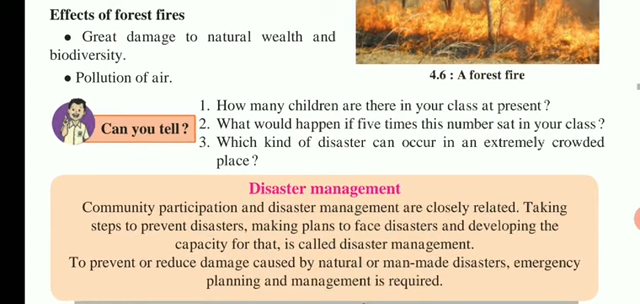 Effects of forest fires
• Great damage to natural wealth and
biodiversity.
• Pollution of air.
4.6 : A forest fire
Can you tell ?
1. How many children are there in your class at present ?
2. What would happen if five times this number sat in your class ?
3. Which kind of disaster can occur in an extremely crowded
place ?
Disaster management
Community participation and disaster management are closely related. Taking
steps to prevent disasters, making plans to face disasters and developing the
capacity for that, is called disaster management.
To prevent or reduce damage caused by natural or man-made disasters, emergency
planning and management is required.